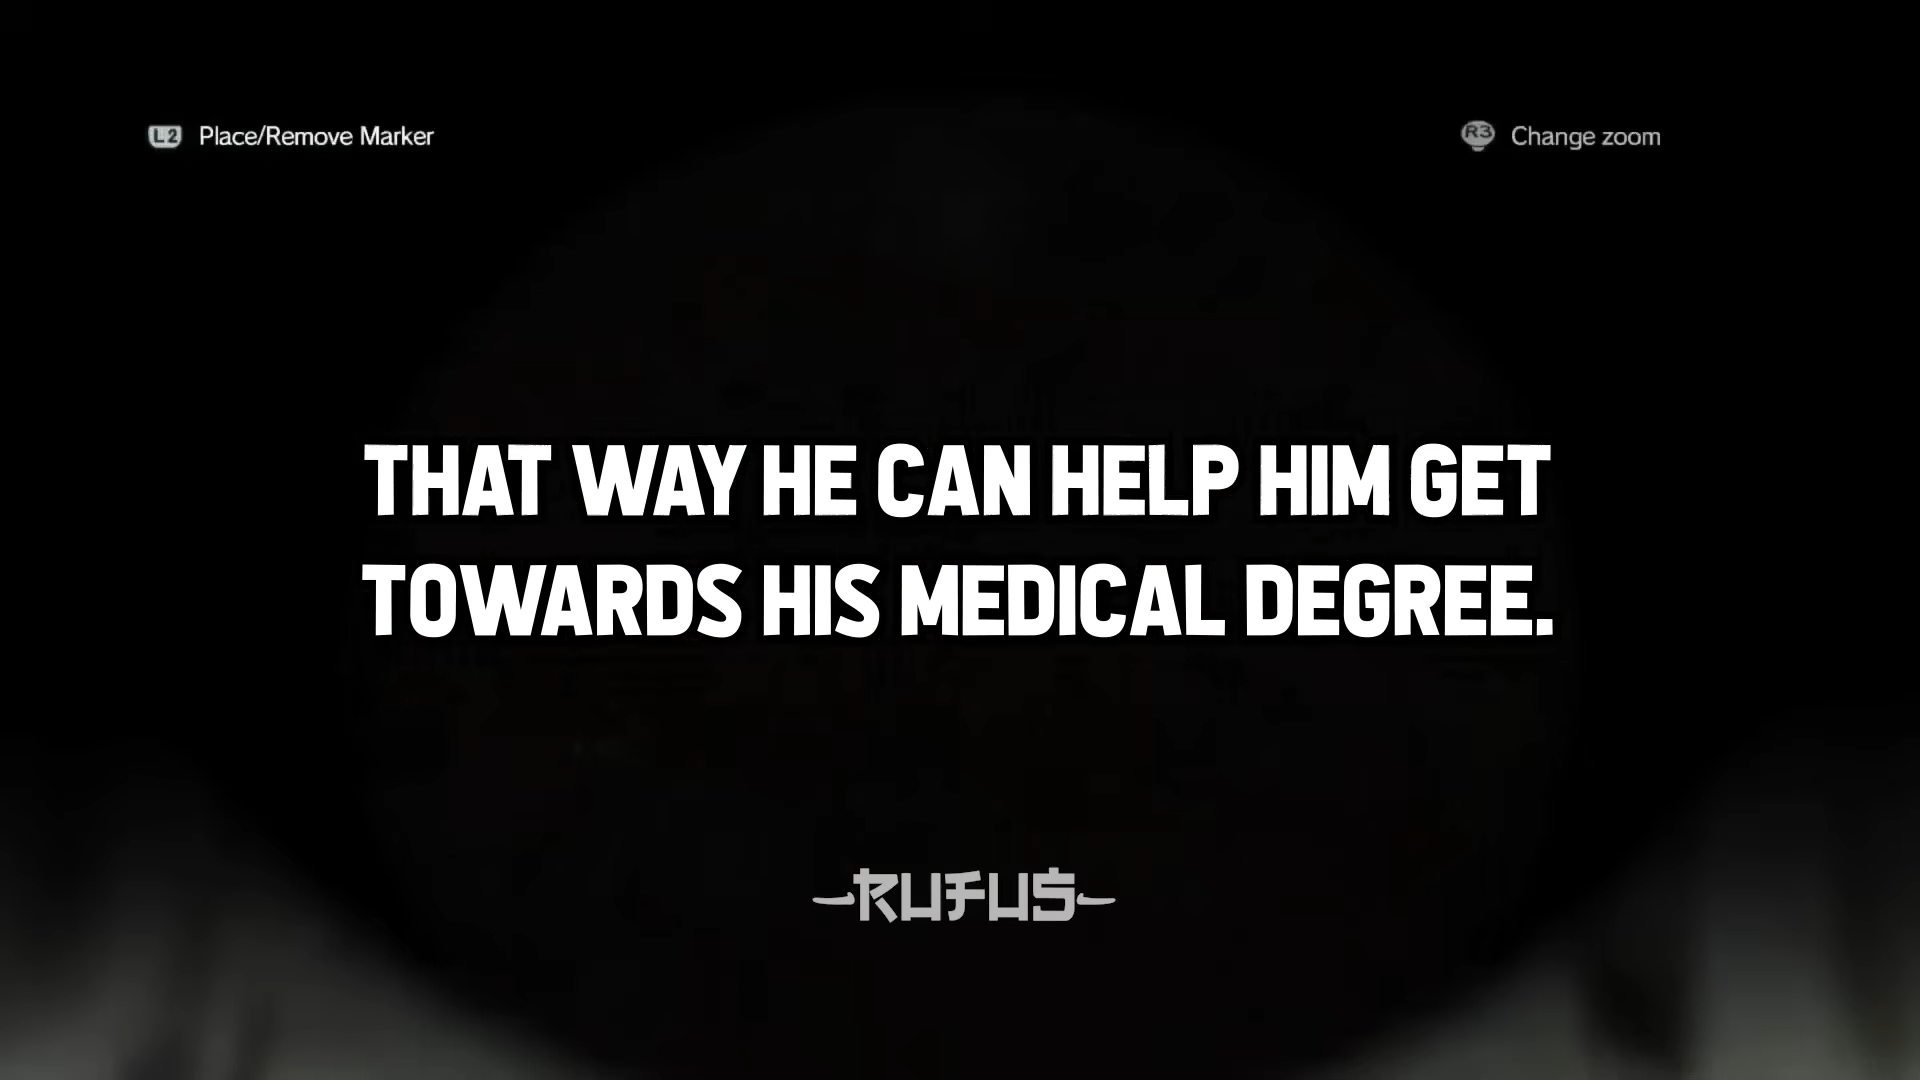 L2 Place/Remove Marker
R3 Change zoom
THAT WAY HE CAN HELP HIM GET
TOWARDS HIS MEDICAL DEGREE.
RUFUS